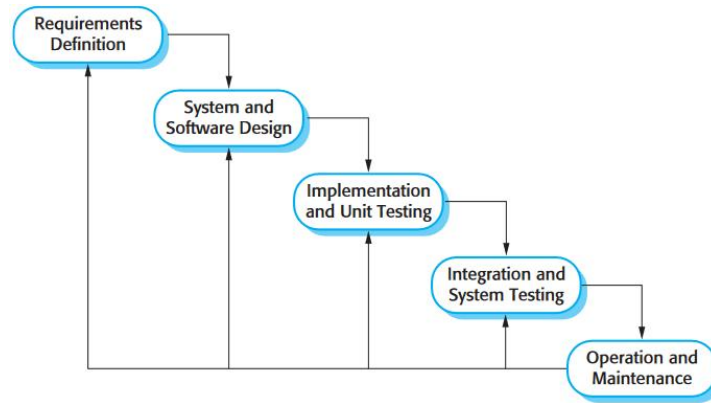 Requirements
Definition
System and
Software Design
Implementation
and Unit Testing
Integration and
System Testing
Operation and
Maintenance